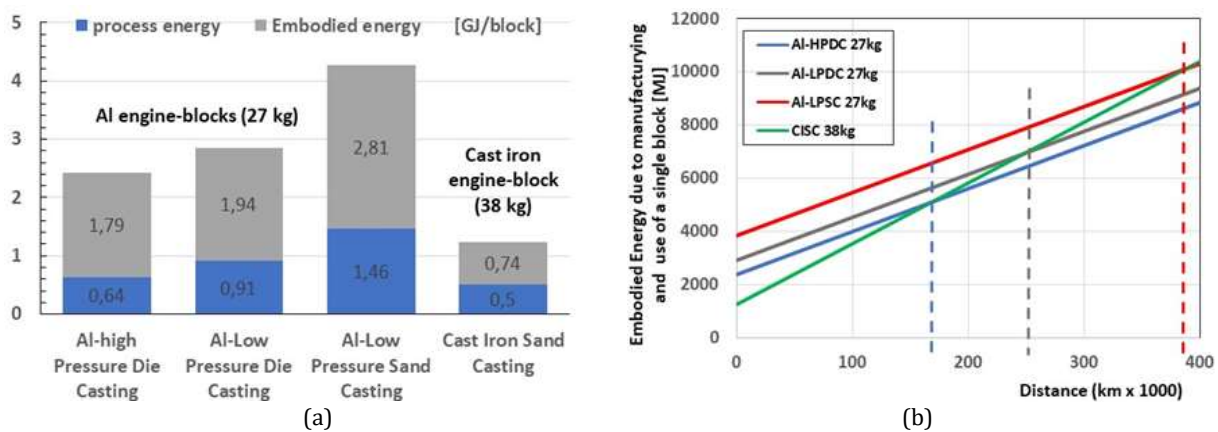 process energy Embodied energy [GJ/block]
5
4
3
2
1
0
Al engine-blocks (27 kg)
Cast iron
engine-block
(38 kg)
1,79
0,64
1,94
0,91
2,81
1,46
0,74
0,5
Al-high
Pressure Die
Casting
Al-Low
Pressure Die
Casting
Al-Low
Pressure Sand
Casting
Cast Iron Sand
Casting
(a)
Embodied Energy due to manufacturying
and use of a single block [MJ]
12000
10000
8000
6000
4000
2000
0
Al-HPDC 27kg
Al-LPDC 27kg
Al-LPSC 27kg
CISC 38kg
0 100 200 300 400
Distance (km x 1000)
(b)